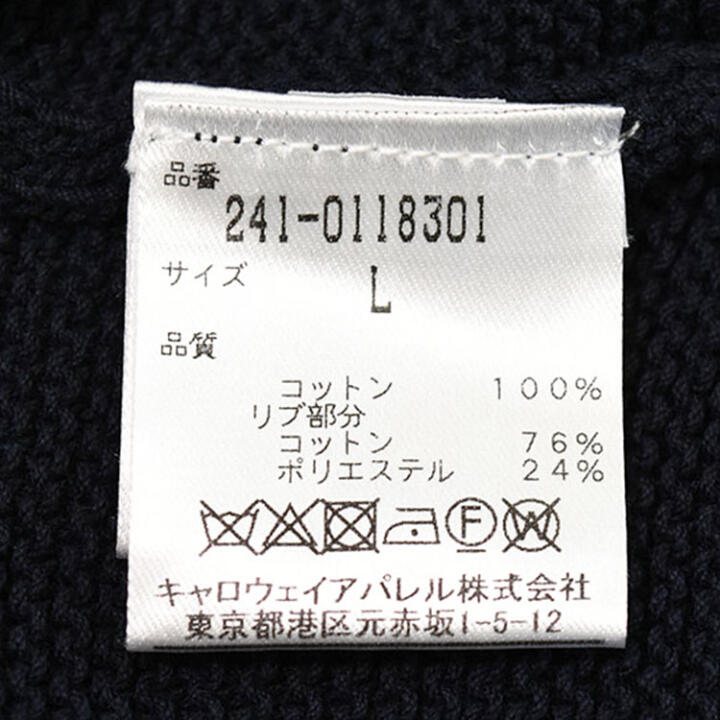 品番
241-0118301
サイズ L
品質
コットン 100%
リブ部分
コットン 76%
ポリエステル 24%
F W
キャロウェイアパレル株式会社
東京都港区元赤坂1-5-12